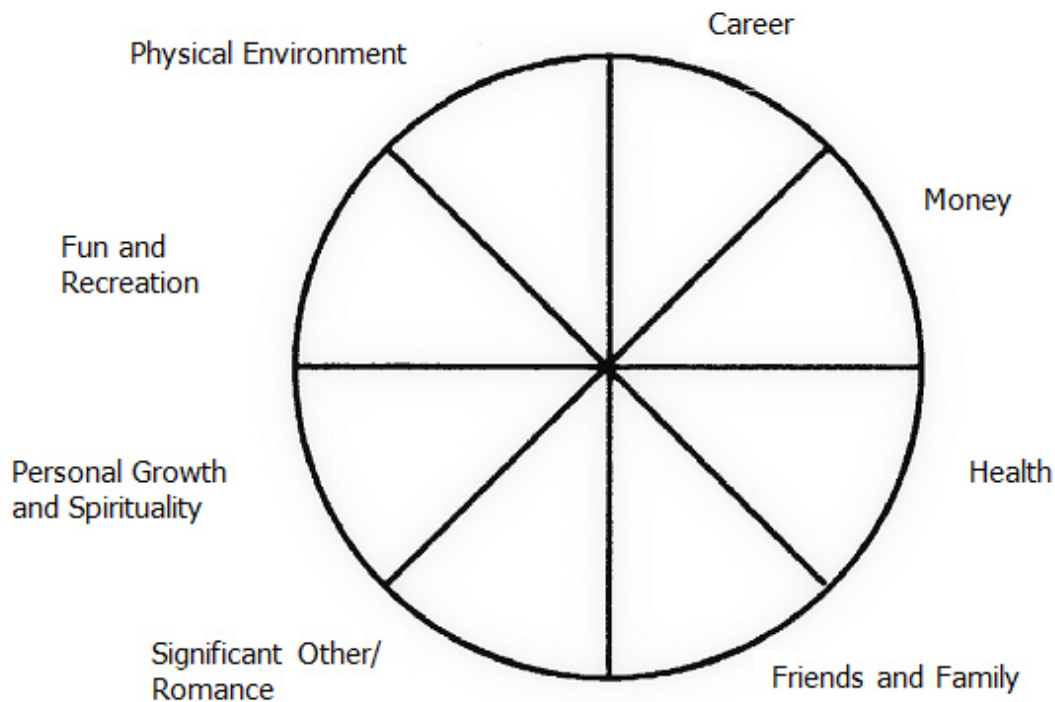 Career
Physical Environment
Money
Fun and
Recreation
Personal Growth
and Spirituality
Health
Significant Other/
Romance
Friends and Family